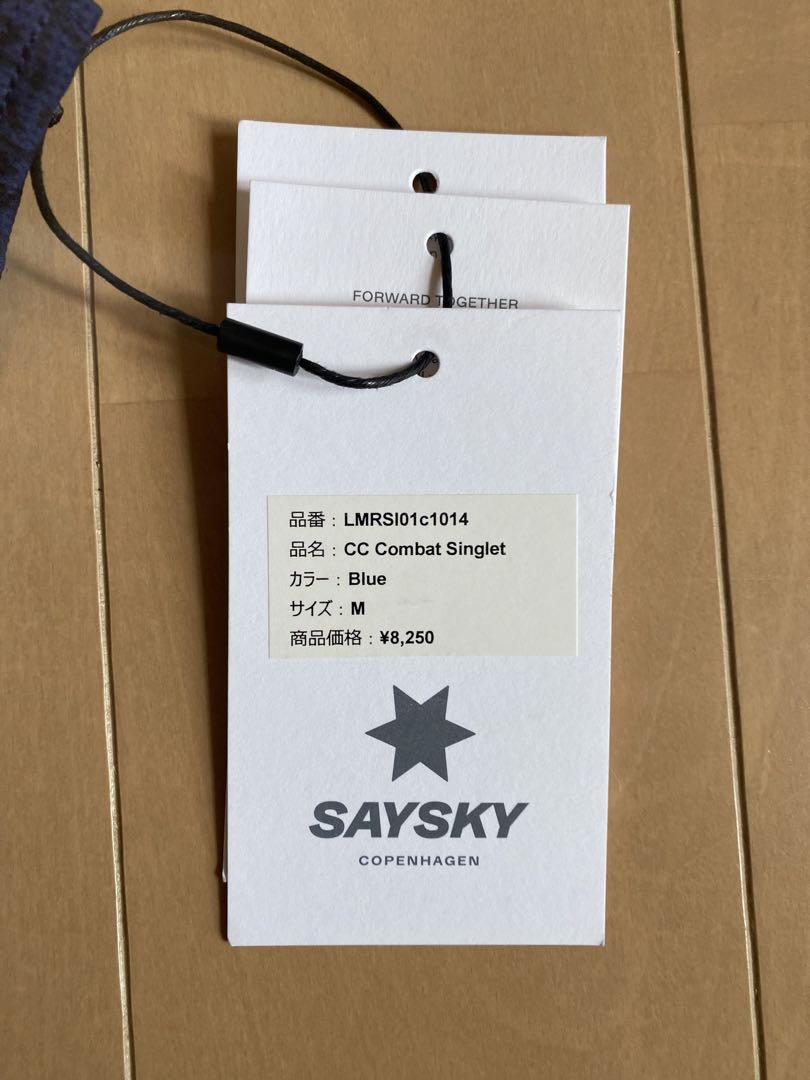 FORWARD TOGETHER
品番：LMRSI01c1014
品名：CC Combat Singlet
カラー：Blue
サイズ：M
商品価格：¥8,250
SAYSKY
COPENHAGEN